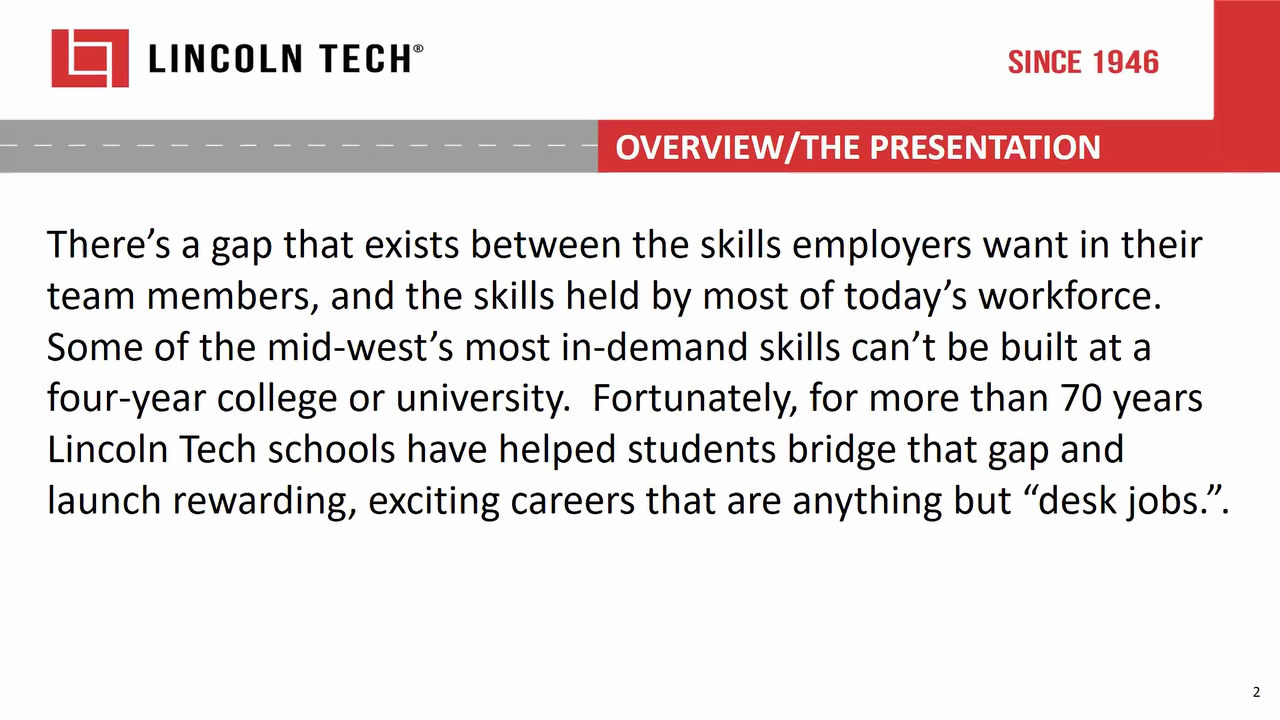 LINCOLN TECH®
SINCE 1946
OVERVIEW/THE PRESENTATION
There’s a gap that exists between the skills employers want in their
team members, and the skills held by most of today’s workforce.
Some of the mid-west’s most in-demand skills can’t be built at a
four-year college or university.  Fortunately, for more than 70 years
Lincoln Tech schools have helped students bridge that gap and
launch rewarding, exciting careers that are anything but “desk jobs.”.
2